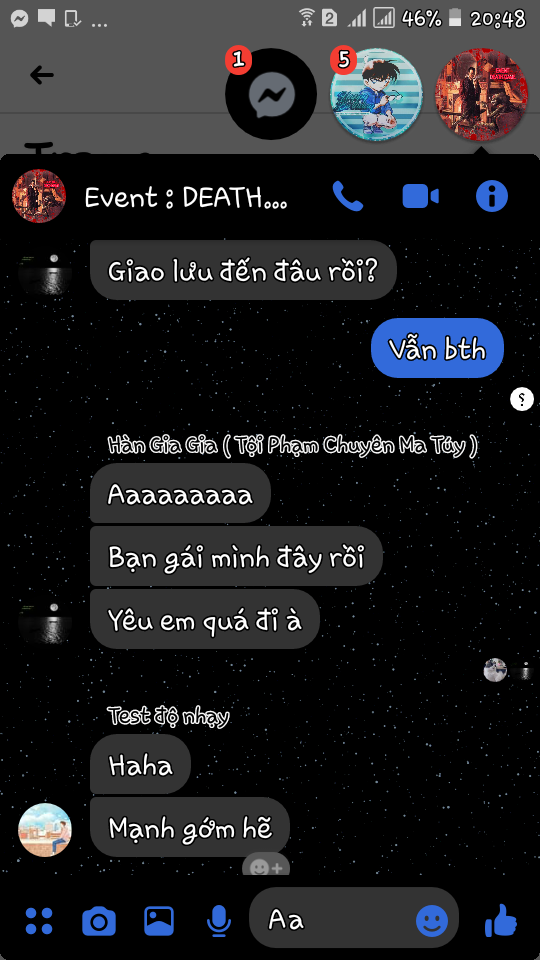 ... 2 46% 20:48
1 5
Event : DEATH...
Giao lưu đến đâu rồi?
Vẫn bth
Hàn Gia Gia ( Tội Phạm Chuyên Ma Túy )
Aaaaaaaaa
Bạn gái mình đây rồi
Yêu em quá đi à
Test độ nhạy
Haha
Mạnh gớm hẽ
Aa